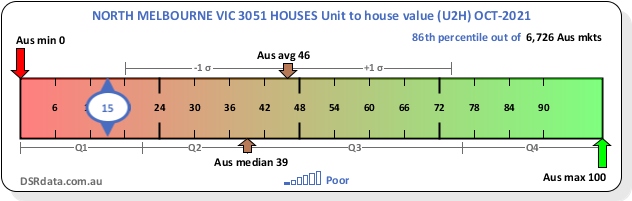 NORTH MELBOURNE VIC 3051 HOUSES Unit to house value (U2H) OCT-2021
86th percentile out of 6,726 Aus mkts
Aus min 0
Aus avg 46
-1 σ +1 σ
6 15 24 30 36 42 48 54 60 66 72 78 84 90
Q1 Q2 Q3 Q4
Aus median 39
Aus max 100
DSRdata.com.au
Poor